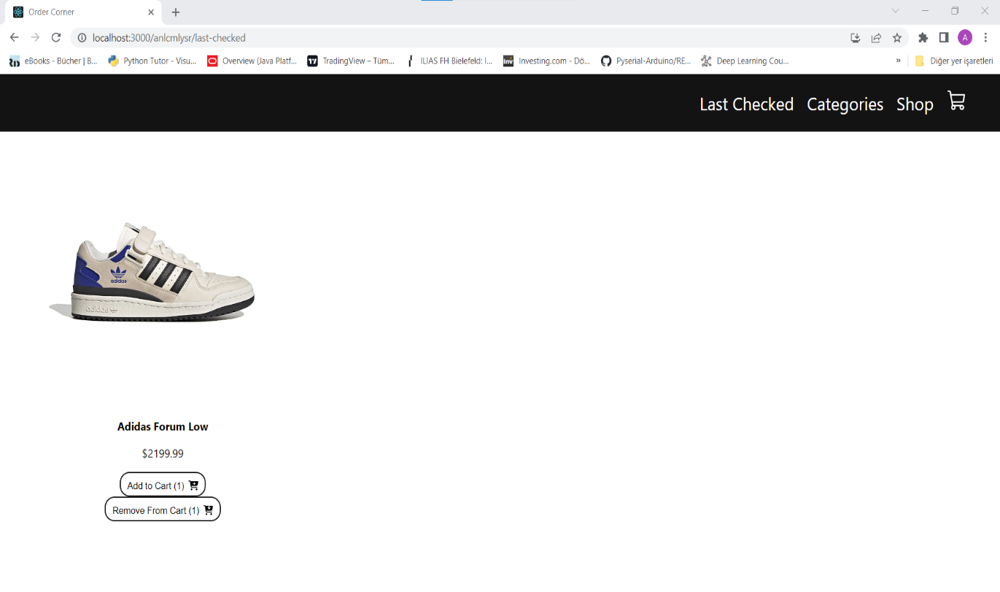 Order Corner
localhost:3000/anlcmlysr/last-checked
A
eBooks - Bücher | B... Python Tutor - Visu... Overview (Java Platf... TradingView – Tüm... ILIAS FH Bielefeld: I... Investing.com - Dö... Pyserial-Arduino/RE... Deep Learning Cou... » Diğer yer işaretleri
Last Checked Categories Shop
adidas
adidas
Adidas Forum Low
$2199.99
Add to Cart (1)
Remove From Cart (1)